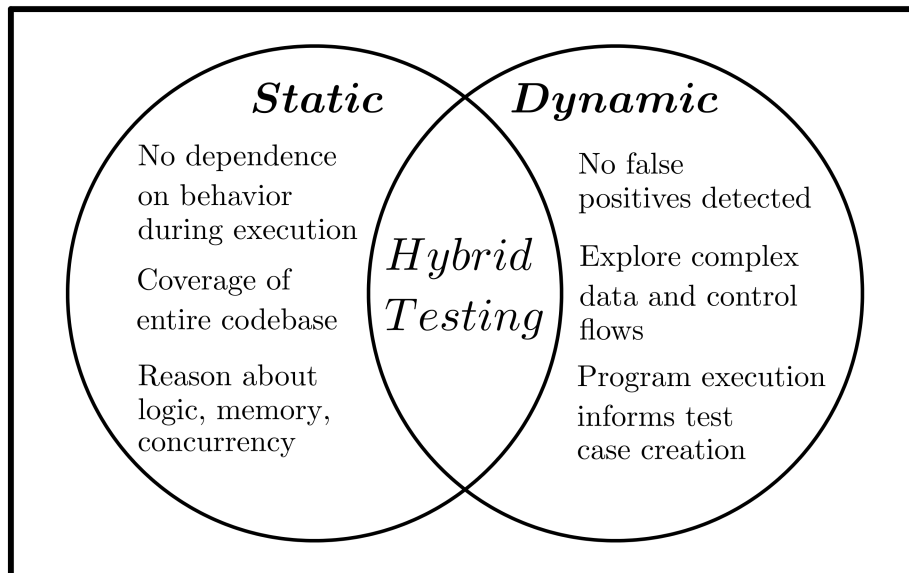 Static
No dependence
on behavior
during execution
Coverage of
entire codebase
Reason about
logic, memory,
concurrency
Hybrid
Testing
Dynamic
No false
positives detected
Explore complex
data and control
flows
Program execution
informs test
case creation